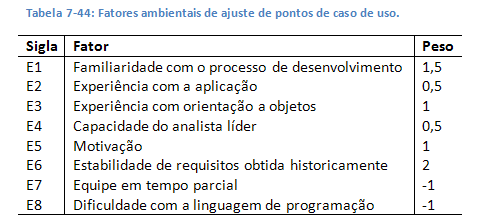 Tabela 7-44: Fatores ambientais de ajuste de pontos de caso de uso.
Sigla Fator Peso
E1 Familiaridade com o processo de desenvolvimento 1,5
E2 Experiência com a aplicação 0,5
E3 Experiência com orientação a objetos 1
E4 Capacidade do analista líder 0,5
E5 Motivação 1
E6 Estabilidade de requisitos obtida historicamente 2
E7 Equipe em tempo parcial -1
E8 Dificuldade com a linguagem de programação -1